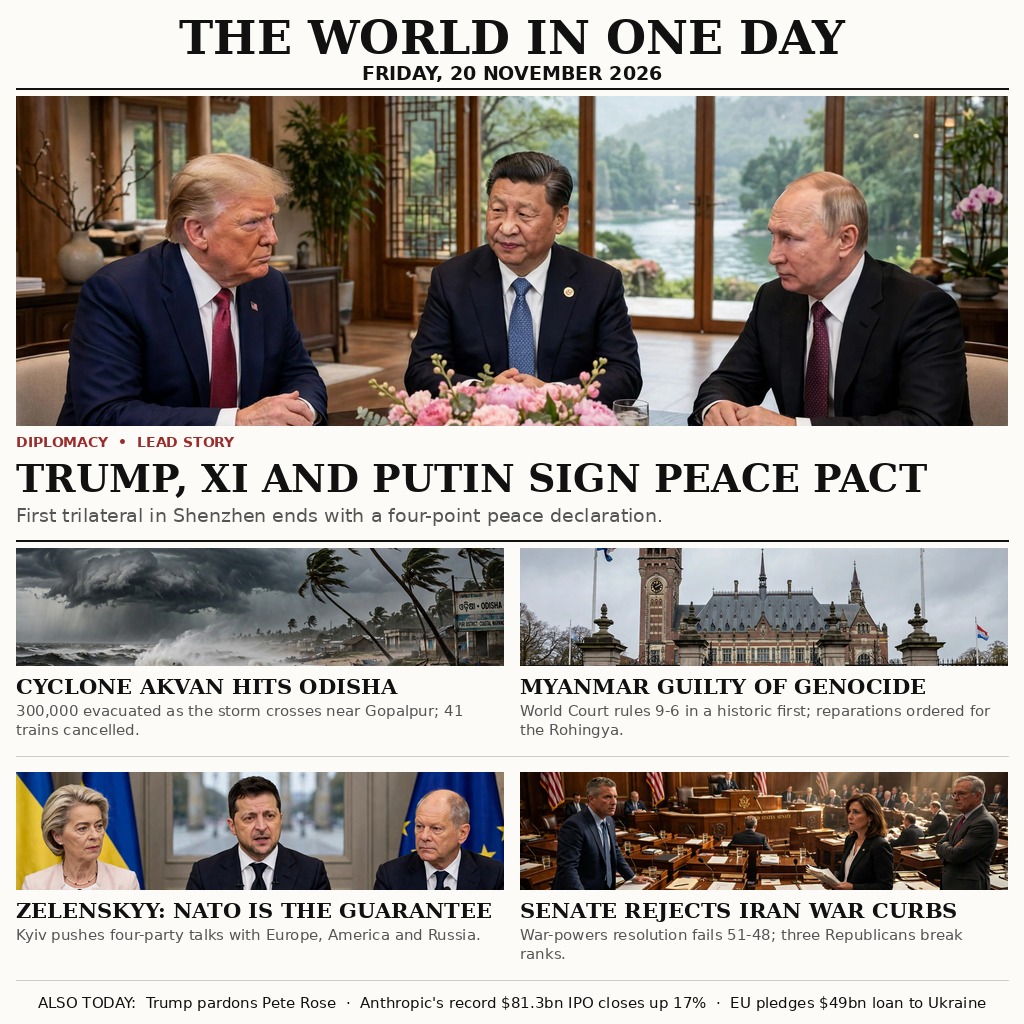 THE WORLD IN ONE DAY
FRIDAY, 20 NOVEMBER 2026
DIPLOMACY • LEAD STORY
TRUMP, XI AND PUTIN SIGN PEACE PACT
First trilateral in Shenzhen ends with a four-point peace declaration.
ଓଡ଼ିଶା • ODISHA
CYCLONE AKVAN HITS ODISHA
300,000 evacuated as the storm crosses near Gopalpur; 41
trains cancelled.
MYANMAR GUILTY OF GENOCIDE
World Court rules 9-6 in a historic first; reparations ordered for
the Rohingya.
ZELENSKYY: NATO IS THE GUARANTEE
Kyiv pushes four-party talks with Europe, America and Russia.
SENATE REJECTS IRAN WAR CURBS
War-powers resolution fails 51-48; three Republicans break
ranks.
ALSO TODAY: Trump pardons Pete Rose · Anthropic's record $81.3bn IPO closes up 17% · EU pledges $49bn loan to Ukraine